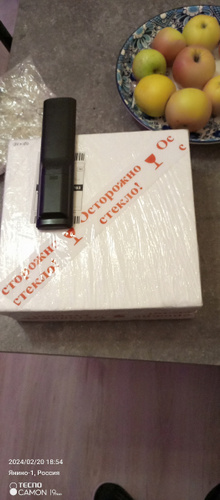 Ос
с
Осторожно
стекло!
сторожно
стекло!
2024/02/20 18:54
Янино-1, Россия
TECNO
CAMON 19